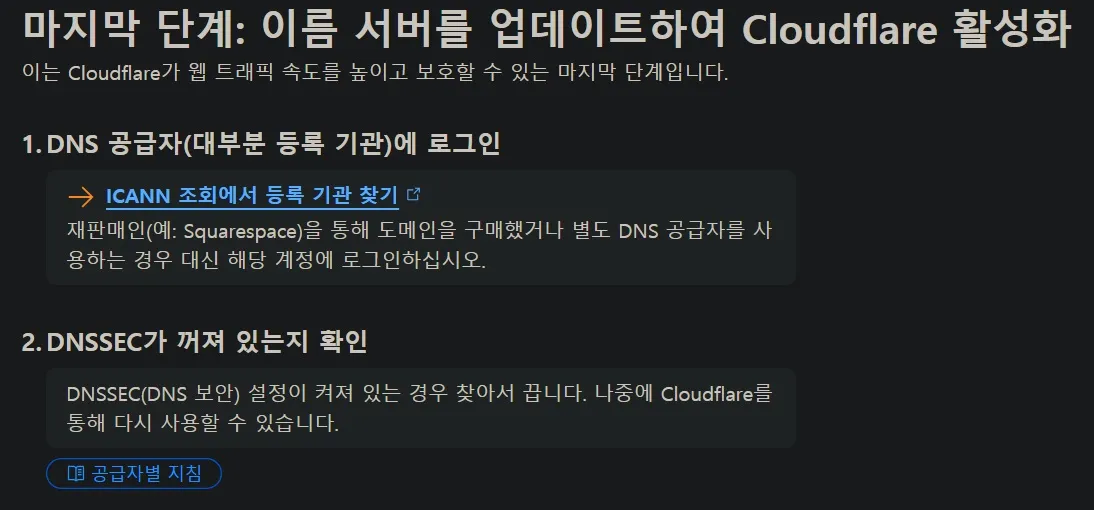 마지막 단계: 이름 서버를 업데이트하여 Cloudflare 활성화
이는 Cloudflare가 웹 트래픽 속도를 높이고 보호할 수 있는 마지막 단계입니다.
1. DNS 공급자(대부분 등록 기관)에 로그인
ICANN 조회에서 등록 기관 찾기
재판매인(예: Squarespace)을 통해 도메인을 구매했거나 별도 DNS 공급자를 사
용하는 경우 대신 해당 계정에 로그인하십시오.
2. DNSSEC가 꺼져 있는지 확인
DNSSEC(DNS 보안) 설정이 켜져 있는 경우 찾아서 끕니다. 나중에 Cloudflare를
통해 다시 사용할 수 있습니다.
공급자별 지침